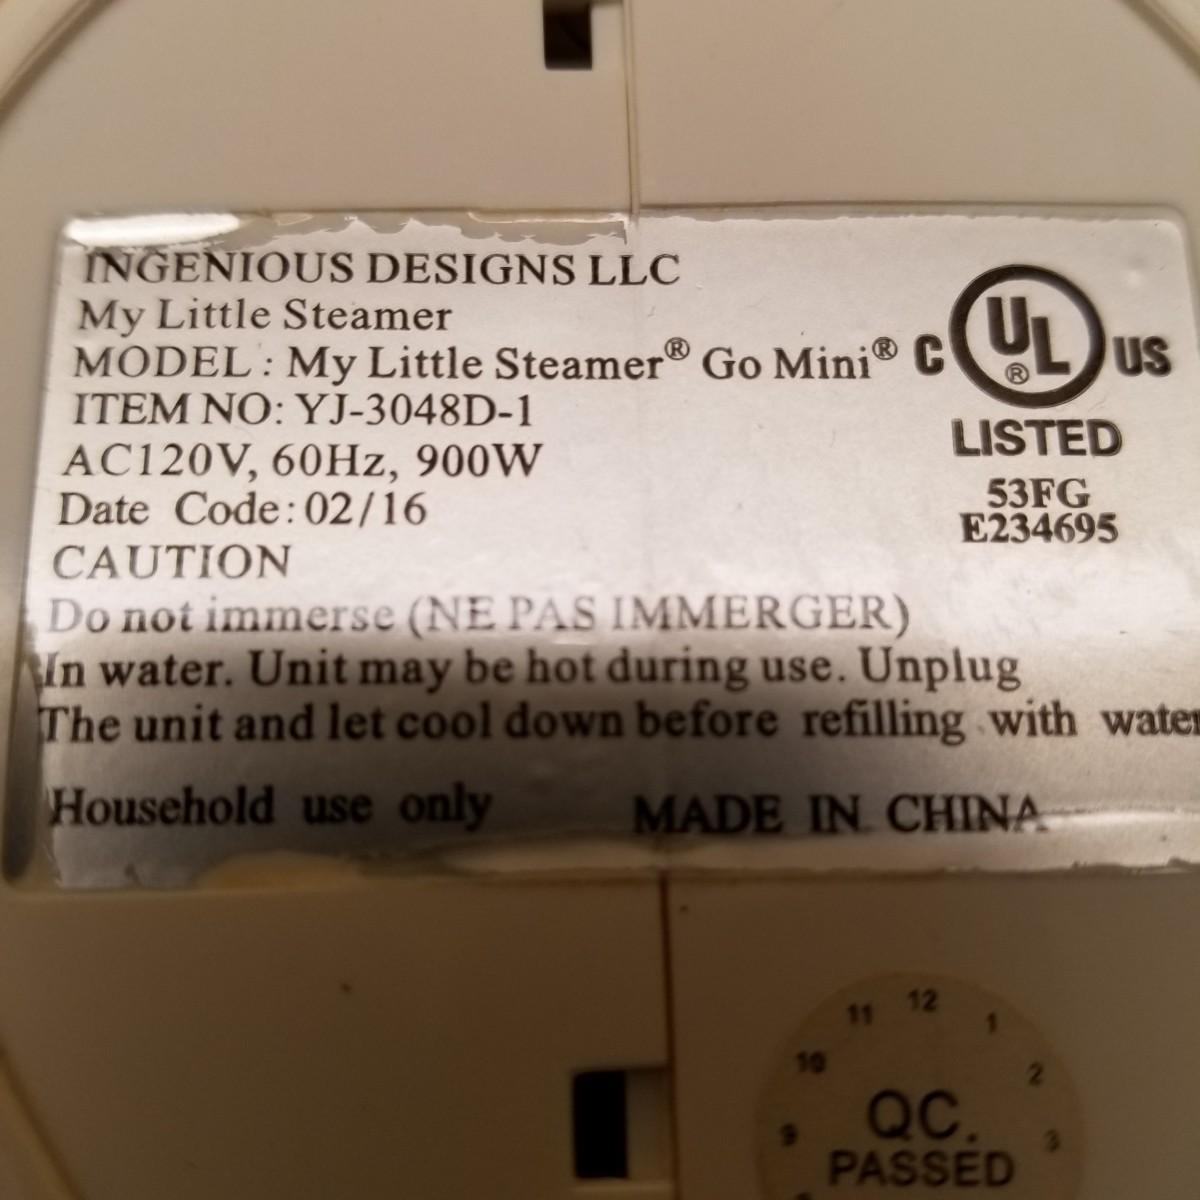 INGENIOUS DESIGNS LLC
My Little Steamer
MODEL : My Little Steamer® Go Mini®
ITEM NO: YJ-3048D-1
AC120V, 60Hz, 900W
Date Code: 02/16
CAUTION
Do not immerse (NE PAS IMMERGER)
In water. Unit may be hot during use. Unplug
The unit and let cool down before refilling with water
Household use only MADE IN CHINA
C UL ® US
LISTED
53FG
E234695
11 12 1
10 2
9 3
QC.
PASSED